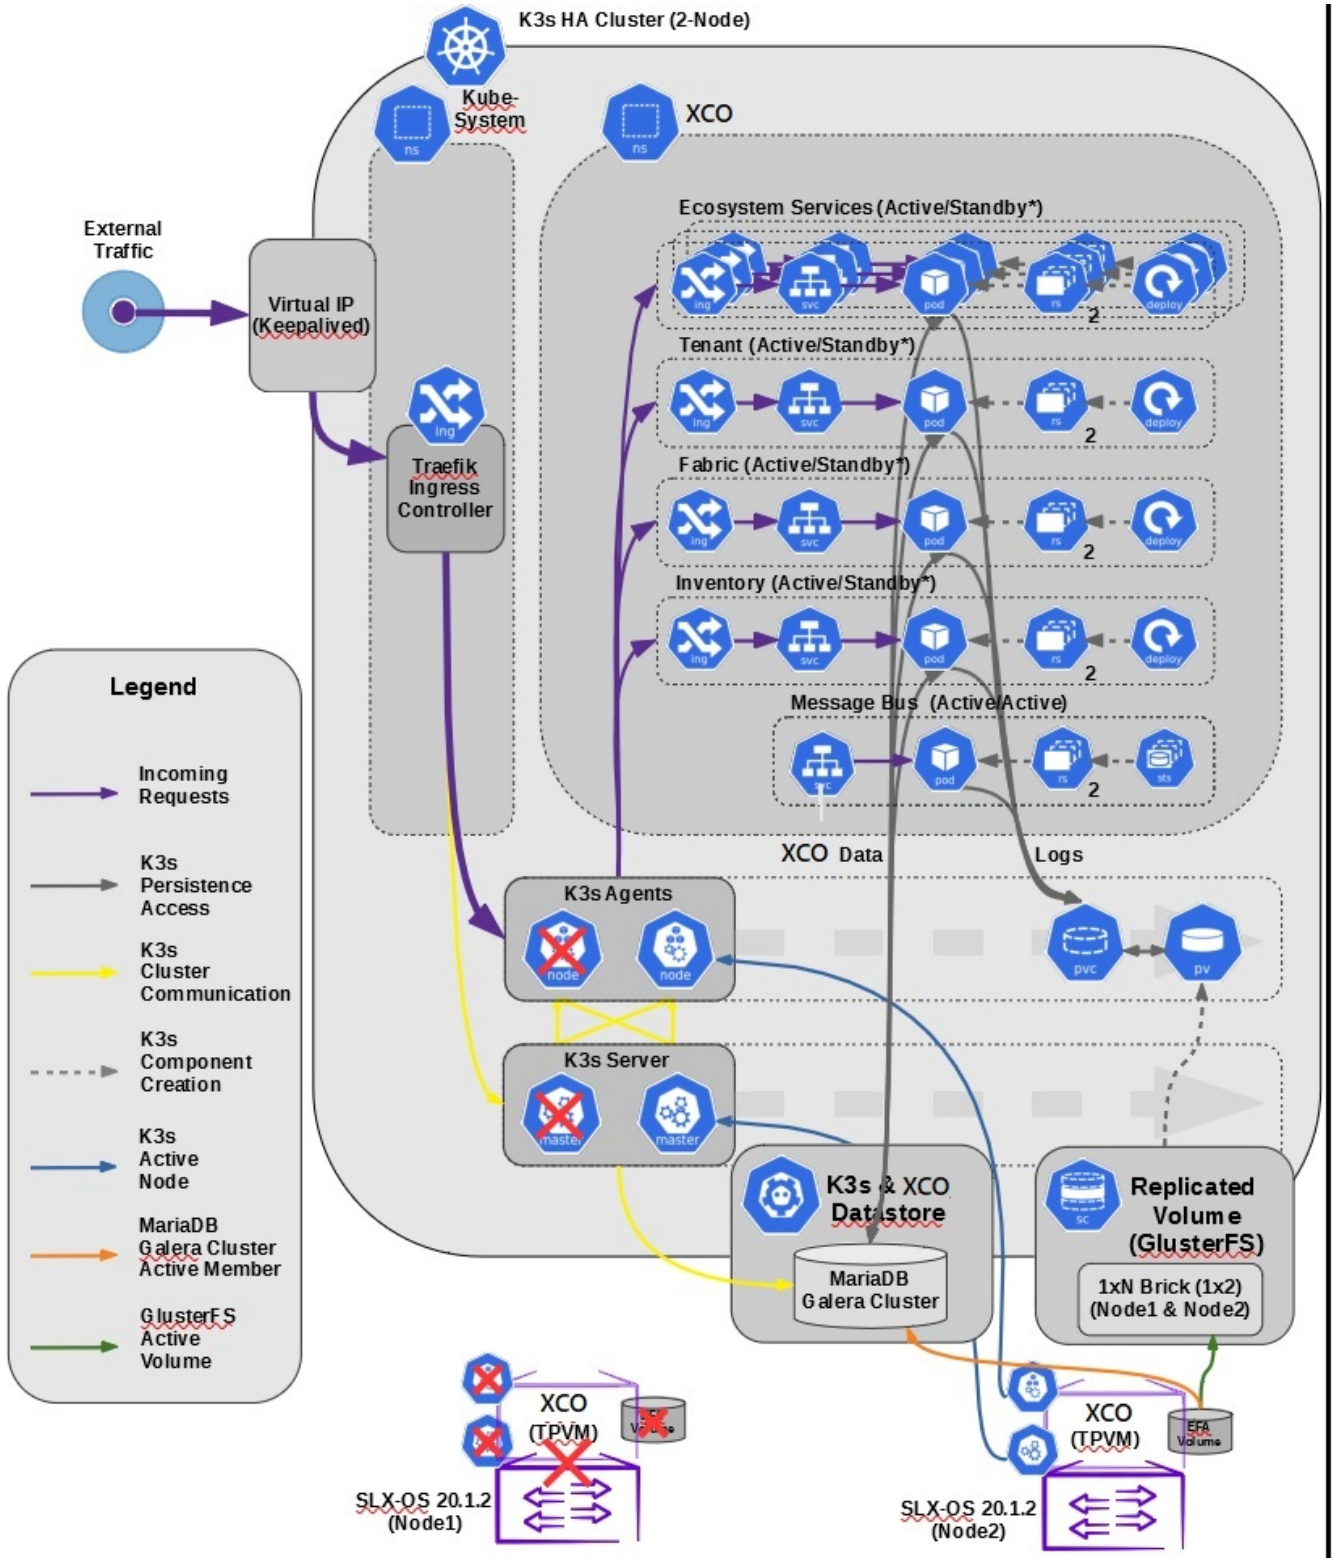 K3s HA Cluster (2-Node)
Kube-
System
ns
ns
XCO
External
Traffic
Virtual IP
(Keepalived)
ing
Traefik
Ingress
Controller
Ecosystem Services (Active/Standby*)
ing
svc
pod
rs
2
deploy
Tenant (Active/Standby*)
ing
svc
pod
rs
2
deploy
Fabric (Active/Standby*)
ing
svc
pod
rs
2
deploy
Inventory (Active/Standby*)
ing
svc
pod
rs
2
deploy
Message Bus (Active/Active)
svc
pod
rs
2
sts
XCO Data
Logs
K3s Agents
node
node
pvc
pv
K3s Server
master
master
K3s & XCO
Datastore
MariaDB
Galera Cluster
sc
Replicated
Volume
(GlusterFS)
1xN Brick (1x2)
(Node1 & Node2)
Legend
Incoming
Requests
K3s
Persistence
Access
K3s
Cluster
Communication
K3s
Component
Creation
K3s
Active
Node
MariaDB
Galera Cluster
Active Member
GlusterFS
Active
Volume
XCO
(TPVM)
Volume
SLX-OS 20.1.2
(Node1)
XCO
(TPVM)
EFA
Volume
SLX-OS 20.1.2
(Node2)